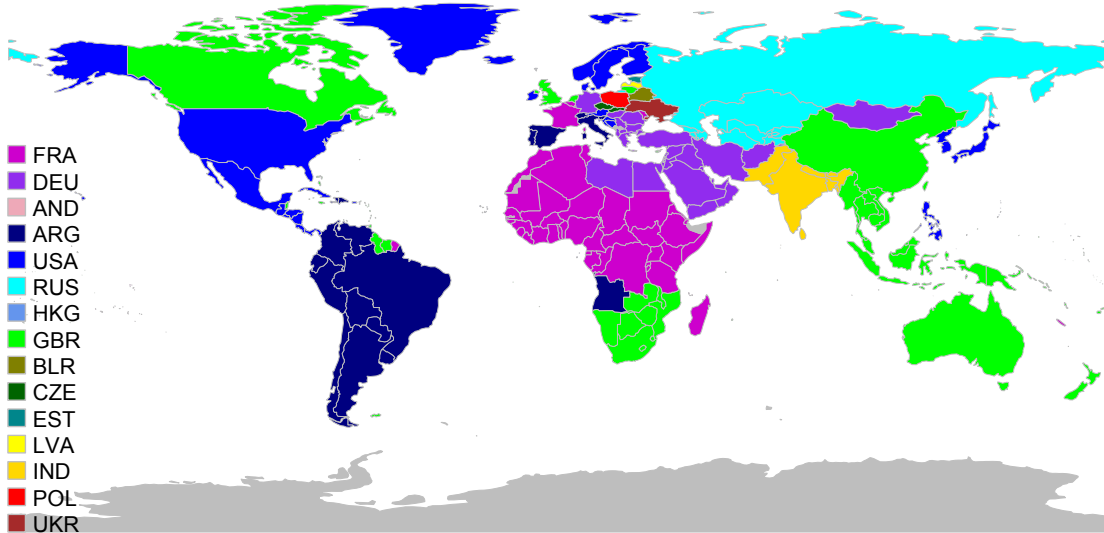 FRA
DEU
AND
ARG
USA
RUS
HKG
GBR
BLR
CZE
EST
LVA
IND
POL
UKR